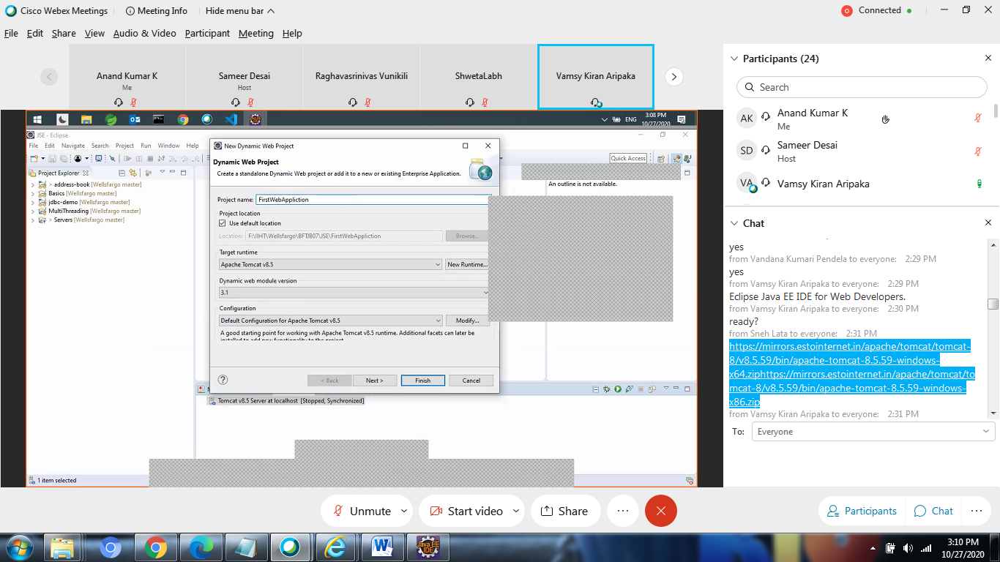 Cisco Webex Meetings
Meeting Info
Hide menu bar
Connected
File Edit Share View Audio & Video Participant Meeting Help
Anand Kumar K
Me
Sameer Desai
Host
Raghavasrinivas Vunikili
ShwetaLabh
Vamsy Kiran Aripaka
ENG
3:08 PM
10/27/2020
JSE - Eclipse
File Edit Navigate Search Project Run Window Help
Quick Access
Project Explorer
> address-book [Wellsfargo master]
Basics [Wellsfargo master]
jdbc-demo [Wellsfargo master]
MultiThreading [Wellsfargo master]
> Servers [Wellsfargo master]
An outline is not available.
New Dynamic Web Project
Dynamic Web Project
Create a standalone Dynamic Web project or add it to a new or existing Enterprise Application.
Project name: FirstWebAppliction
Project location
Use default location
Location: F:\IIHT\Wellsfargo\BFTDB07\JSE\FirstWebAppliction
Browse...
Target runtime
Apache Tomcat v8.5
New Runtime...
Dynamic web module version
3.1
Configuration
Default Configuration for Apache Tomcat v8.5
Modify...
A good starting point for working with Apache Tomcat v8.5 runtime. Additional facets can later be
installed to add new functionality to the project.
< Back
Next >
Finish
Cancel
Tomcat v8.5 Server at localhost [Stopped, Synchronized]
1 item selected
Participants (24)
Search
AK
Anand Kumar K
Me
SD
Sameer Desai
Host
VA
Vamsy Kiran Aripaka
Chat
yes
from Vandana Kumari Pendela to everyone: 2:29 PM
yes
from Vamsy Kiran Aripaka to everyone: 2:29 PM
Eclipse Java EE IDE for Web Developers.
from Vamsy Kiran Aripaka to everyone: 2:30 PM
ready?
from Sneh Lata to everyone: 2:31 PM
https://mirrors.estointernet.in/apache/tomcat/tomcat-
8/v8.5.59/bin/apache-tomcat-8.5.59-windows-
x64.ziphttps://mirrors.estointernet.in/apache/tomcat/to
mcat-8/v8.5.59/bin/apache-tomcat-8.5.59-windows-
x86.zip
from Vamsy Kiran Aripaka to everyone: 2:31 PM
To: Everyone
Unmute
Start video
Share
Participants
Chat
Java EE
IDE
3:10 PM
10/27/2020